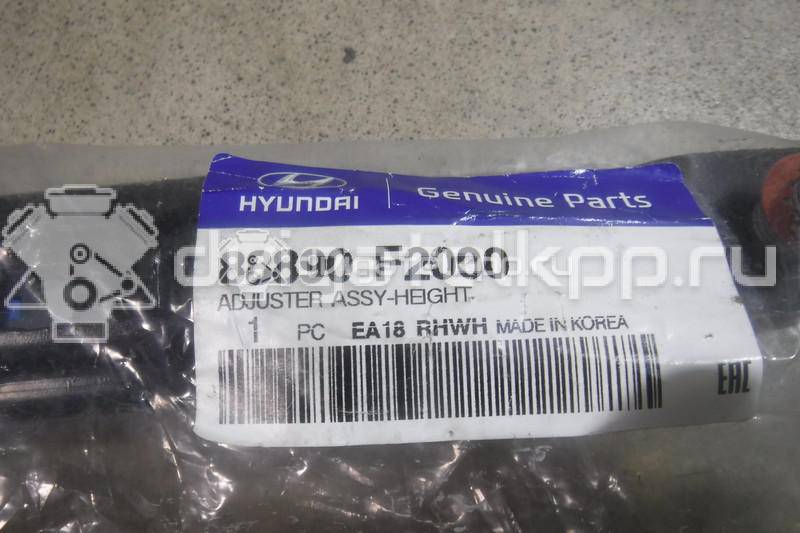 HYUNDAI
Genuine Parts
88890-F2000
ADJUSTER ASSY-HEIGHT
1 PC EA18 RHWH MADE IN KOREA
EAC